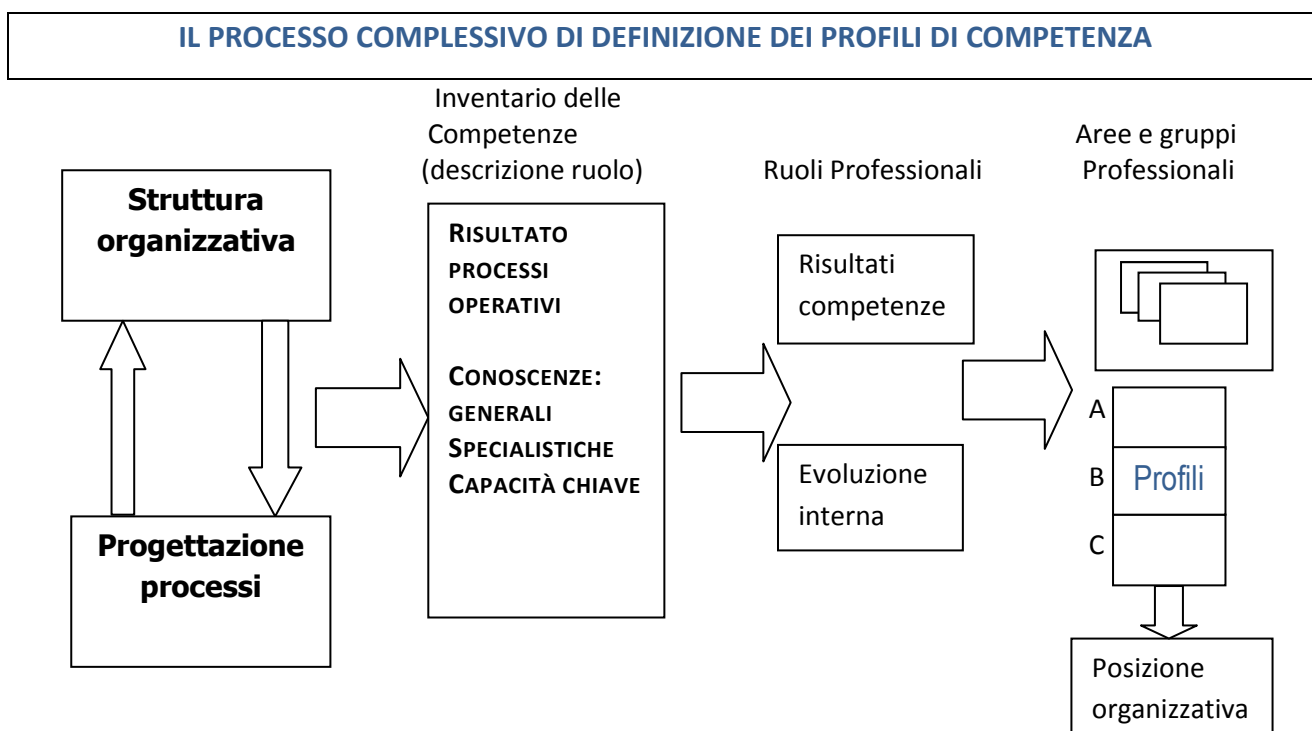 IL PROCESSO COMPLESSIVO DI DEFINIZIONE DEI PROFILI DI COMPETENZA
Inventario delle
Competenze
(descrizione ruolo)
Ruoli Professionali
Aree e gruppi
Professionali
Struttura
organizzativa
Progettazione
processi
RISULTATO
PROCESSI
OPERATIVI
CONOSCENZE:
GENERALI
SPECIALISTICHE
CAPACITÀ CHIAVE
Risultati
competenze
Evoluzione
interna
A
B Profili
C
Posizione
organizzativa